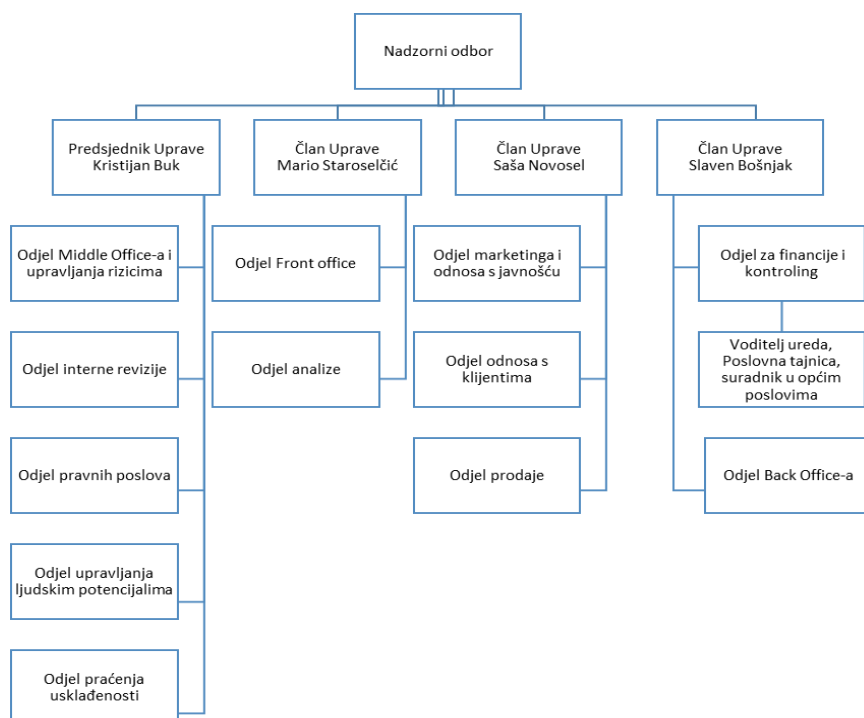 Nadzorni odbor
Predsjednik Uprave
Kristijan Buk
Član Uprave
Mario Staroselčić
Član Uprave
Saša Novosel
Član Uprave
Slaven Bošnjak
Odjel Middle Office-a i
upravljanja rizicima
Odjel Front office
Odjel marketinga i
odnosa s javnošću
Odjel za financije i
kontroling
Odjel interne revizije
Odjel analize
Odjel odnosa s
klijentima
Voditelj ureda,
Poslovna tajnica,
suradnik u općim
poslovima
Odjel pravnih poslova
Odjel prodaje
Odjel Back Office-a
Odjel upravljanja
ljudskim potencijalima
Odjel praćenja
usklađenosti